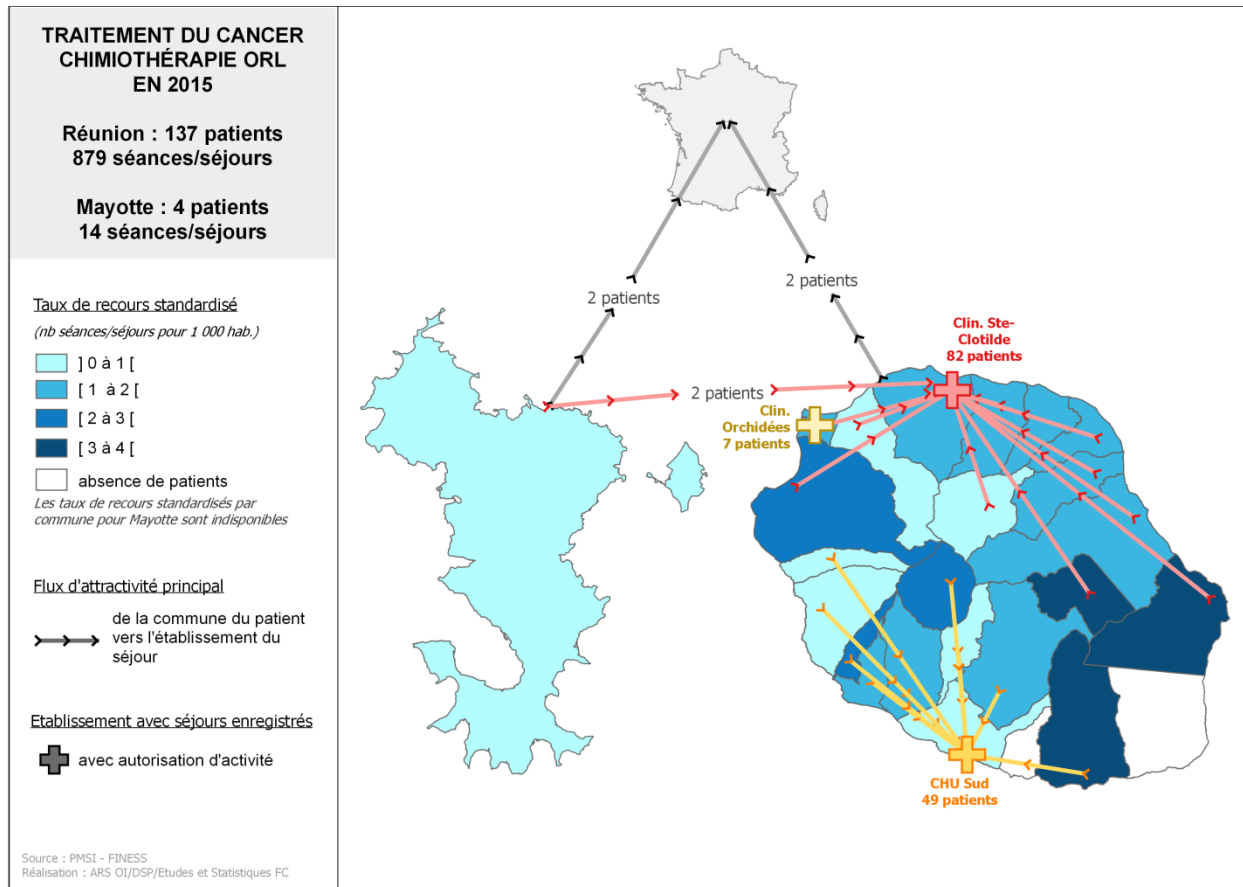 TRAITEMENT DU CANCER
CHIMIOTHÉRAPIE ORL
EN 2015
Réunion : 137 patients
879 séances/séjours
Mayotte : 4 patients
14 séances/séjours
Taux de recours standardisé
(nb séances/séjours pour 1 000 hab.)
] 0 à 1 [
[ 1 à 2 [
[ 2 à 3 [
[ 3 à 4 [
absence de patients
Les taux de recours standardisés par
commune pour Mayotte sont indisponibles
Flux d'attractivité principal
de la commune du patient
vers l'établissement du
séjour
Etablissement avec séjours enregistrés
avec autorisation d'activité
Source : PMSI - FINESS
Réalisation : ARS OI/DSP/Etudes et Statistiques FC
2 patients
2 patients
2 patients
Clin. Ste-
Clotilde
82 patients
Clin.
Orchidées
7 patients
CHU Sud
49 patients